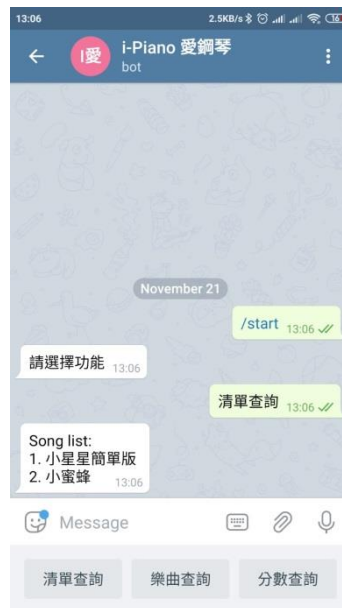 13:06
2.5KB/s
I愛
i-Piano 愛鋼琴
bot
November 21
/start 13:06
請選擇功能 13:06
清單查詢 13:06
Song list:
1. 小星星簡單版
2. 小蜜蜂 13:06
Message
清單查詢 樂曲查詢 分數查詢